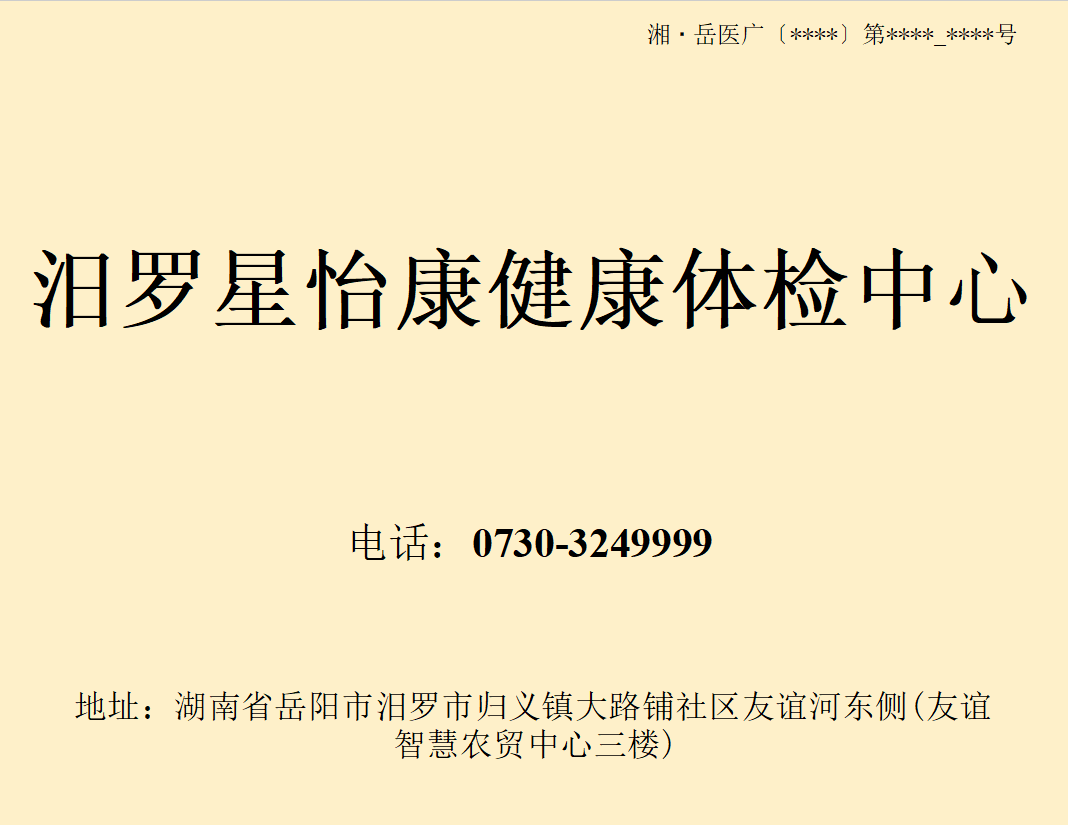 湘·岳医广〔****〕第****_****号
汨罗星怡康健康体检中心
电话：0730-3249999
地址：湖南省岳阳市汨罗市归义镇大路铺社区友谊河东侧(友谊
智慧农贸中心三楼)